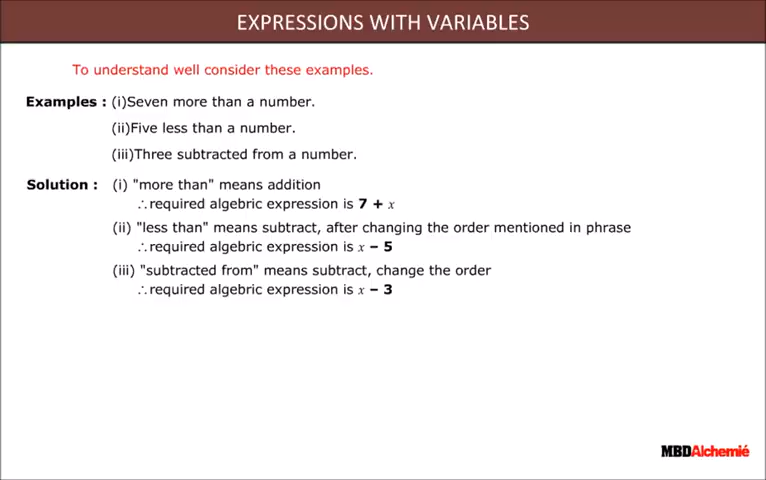 EXPRESSIONS WITH VARIABLES
To understand well consider these examples.
Examples : (i)Seven more than a number.
(ii)Five less than a number.
(iii)Three subtracted from a number.
Solution : (i) "more than" means addition
∴required algebric expression is 7 + x
(ii) "less than" means subtract, after changing the order mentioned in phrase
∴required algebric expression is x – 5
(iii) "subtracted from" means subtract, change the order
∴required algebric expression is x – 3
MBDAlchemié